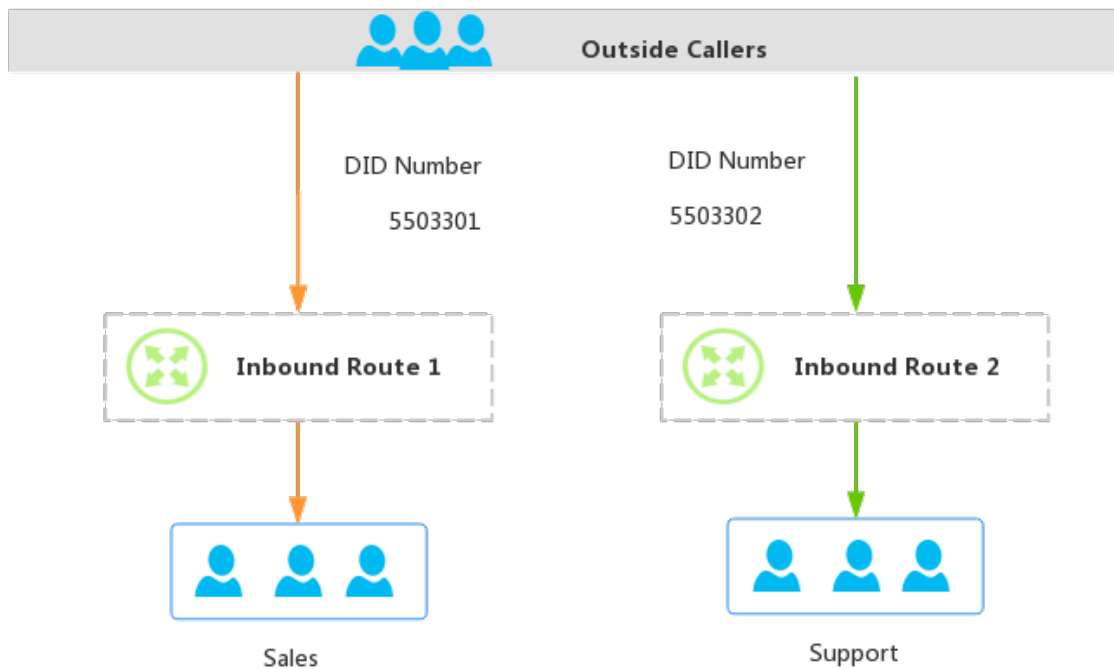 Outside Callers
DID Number
5503301
DID Number
5503302
Inbound Route 1
Inbound Route 2
Sales
Support